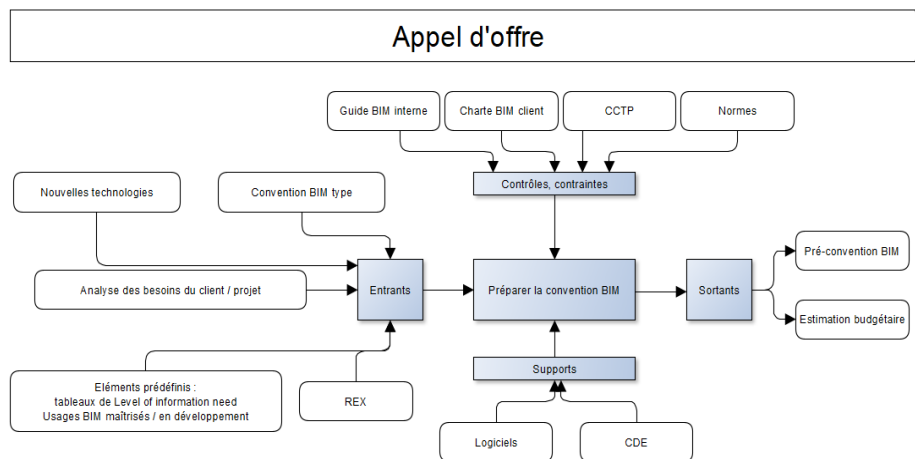 Appel d'offre
Guide BIM interne
Charte BIM client
CCTP
Normes
Contrôles, contraintes
Nouvelles technologies
Convention BIM type
Analyse des besoins du client / projet
Entrants
Préparer la convention BIM
Sortants
Pré-convention BIM
Estimation budgétaire
Eléments prédéfinis :
tableaux de Level of information need
Usages BIM maîtrisés / en développement
REX
Supports
Logiciels
CDE